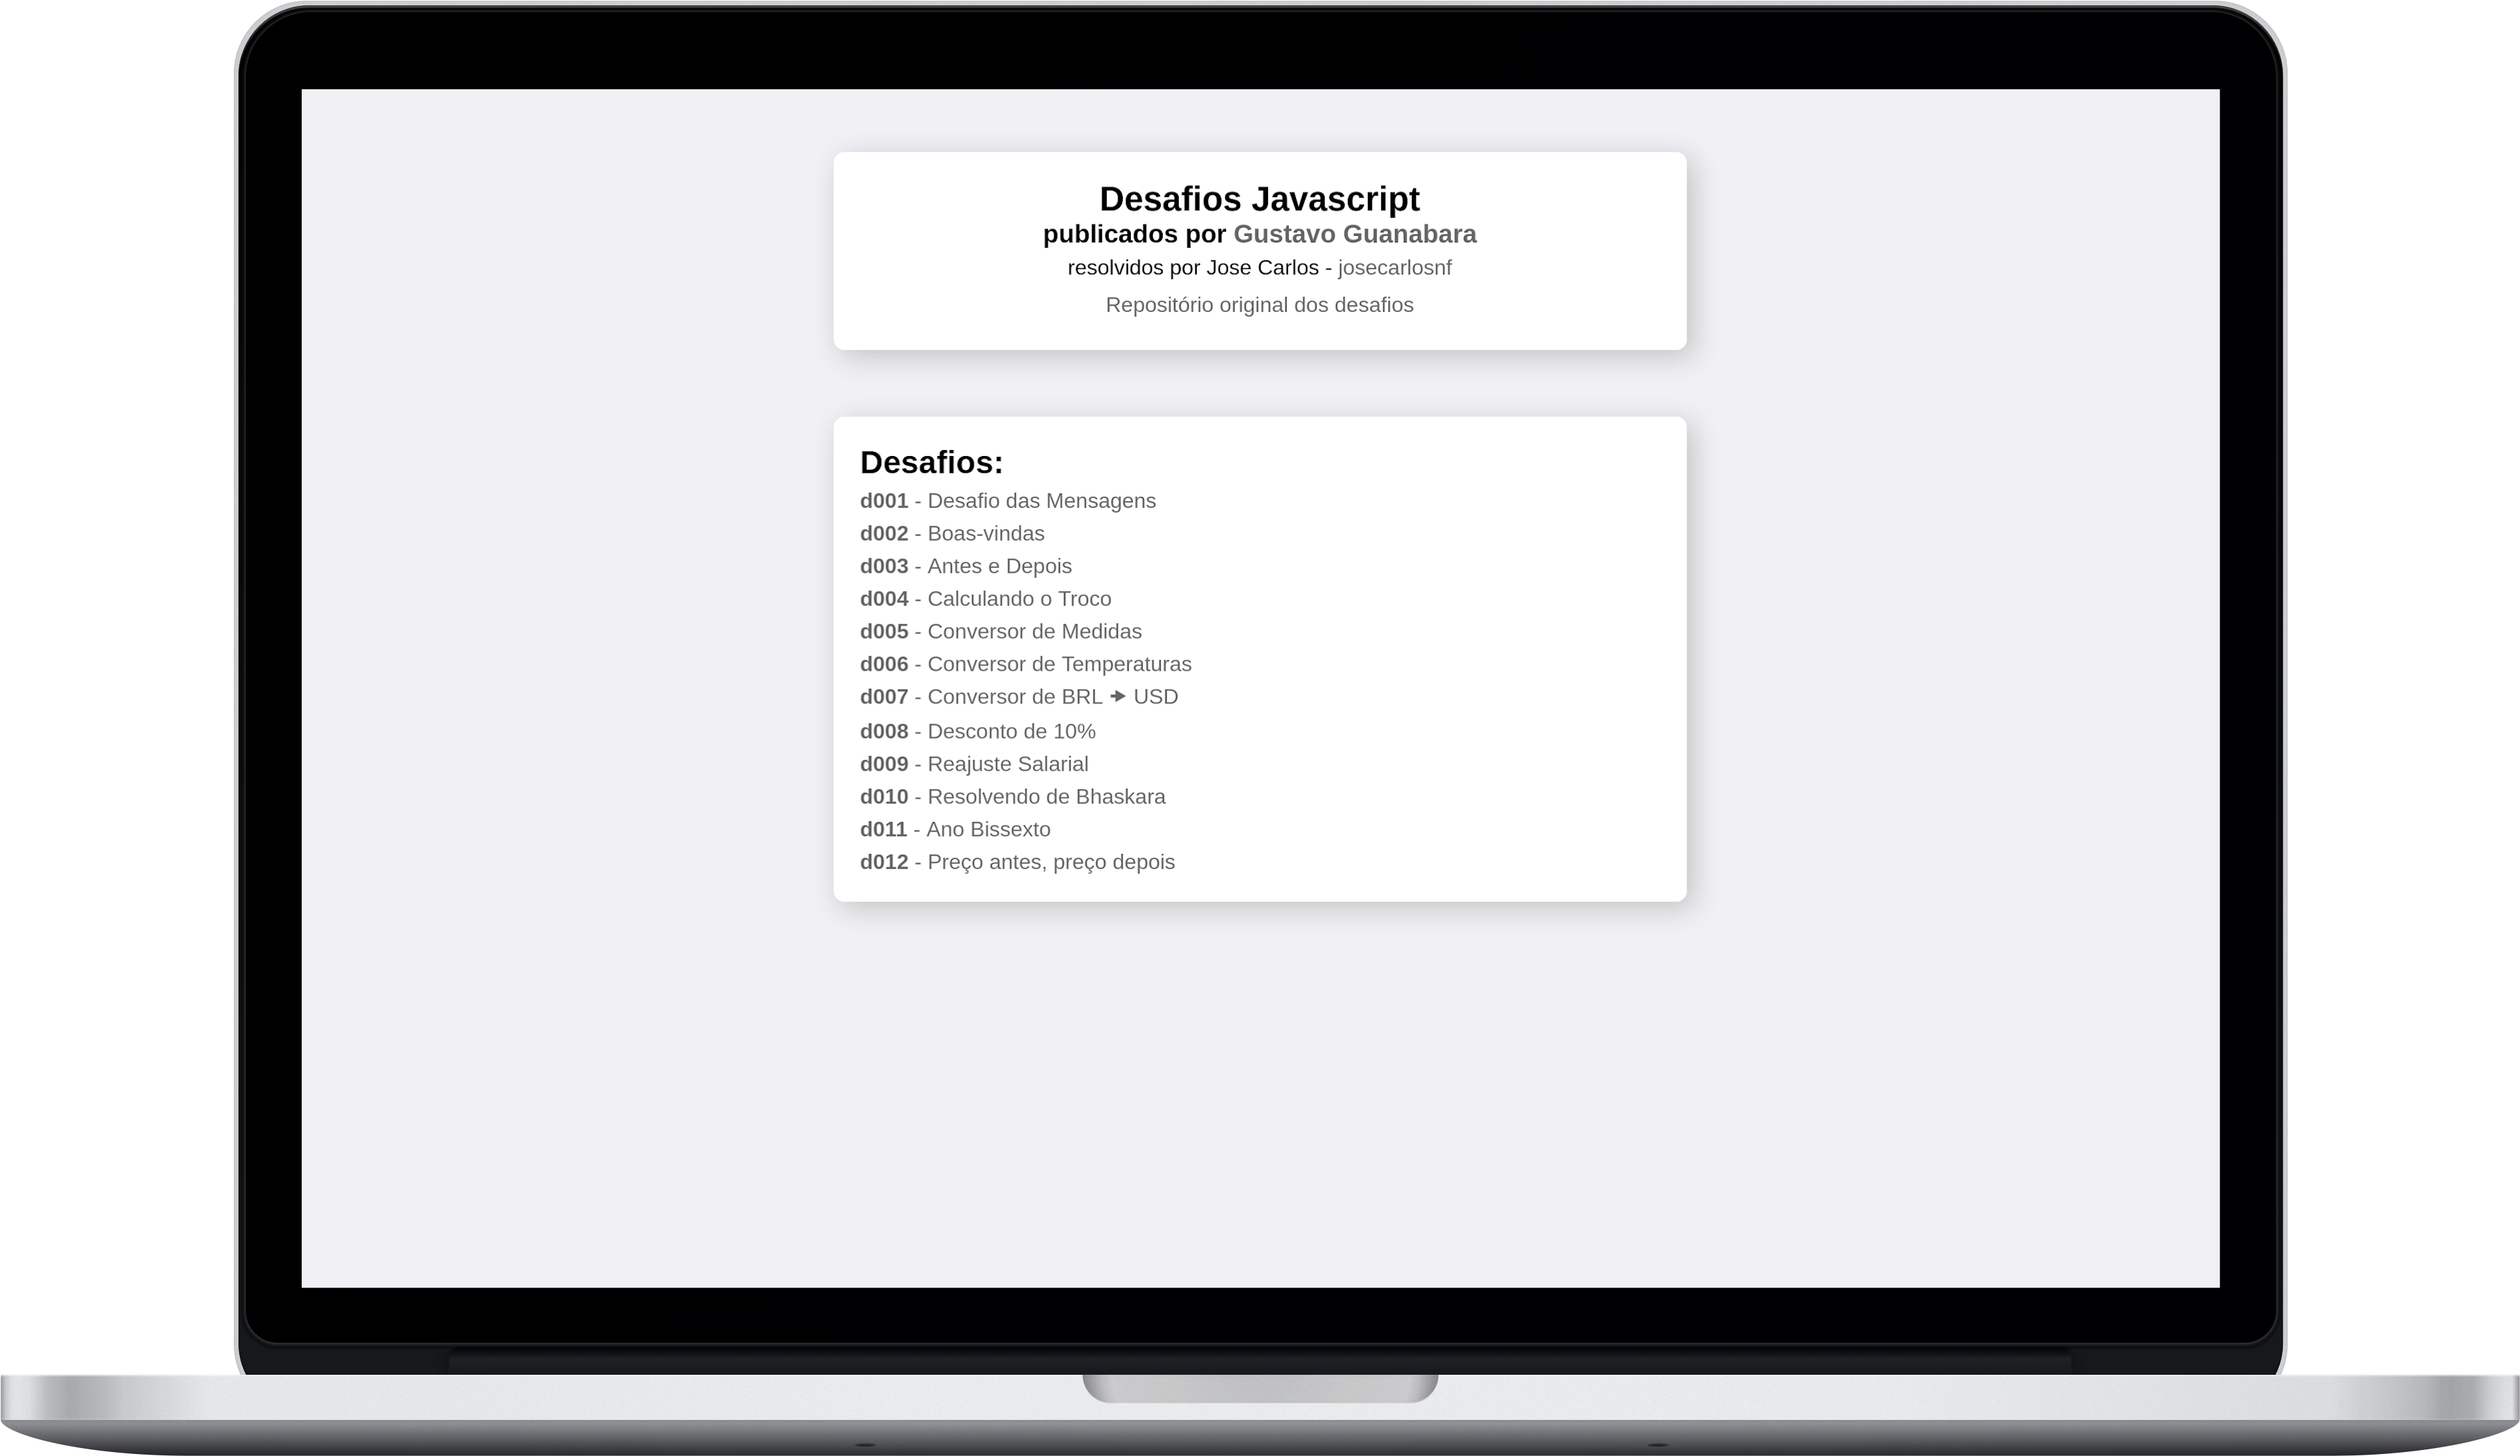 Desafios Javascript
publicados por Gustavo Guanabara
resolvidos por Jose Carlos - josecarlosnf
Repositório original dos desafios
Desafios:
d001 - Desafio das Mensagens
d002 - Boas-vindas
d003 - Antes e Depois
d004 - Calculando o Troco
d005 - Conversor de Medidas
d006 - Conversor de Temperaturas
d007 - Conversor de BRL 🠺 USD
d008 - Desconto de 10%
d009 - Reajuste Salarial
d010 - Resolvendo de Bhaskara
d011 - Ano Bissexto
d012 - Preço antes, preço depois